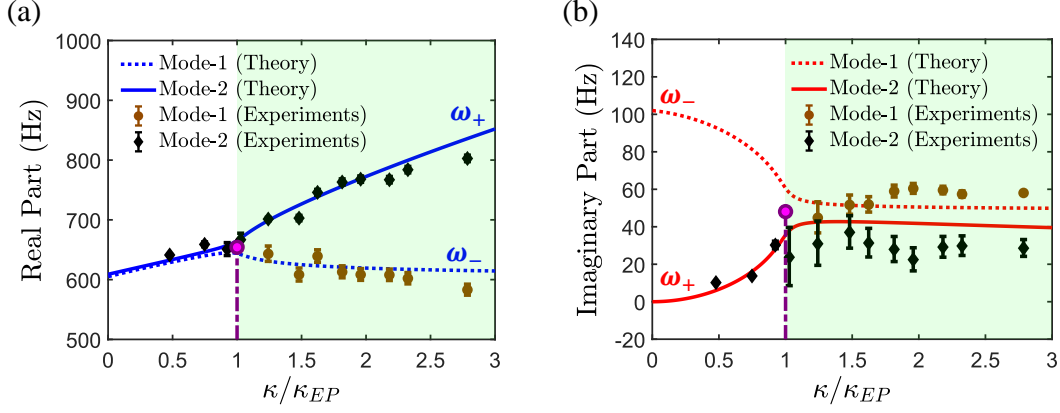 (a)
1000
900
800
700
600
500
Real Part (Hz)
Mode-1 (Theory)
Mode-2 (Theory)
Mode-1 (Experiments)
Mode-2 (Experiments)
ω+
ω−
0
0.5
1
1.5
2
2.5
3
κ/κEP
(b)
140
120
100
80
60
40
20
0
-20
Imaginary Part (Hz)
Mode-1 (Theory)
Mode-2 (Theory)
Mode-1 (Experiments)
Mode-2 (Experiments)
ω−
ω+
0
0.5
1
1.5
2
2.5
3
κ/κEP